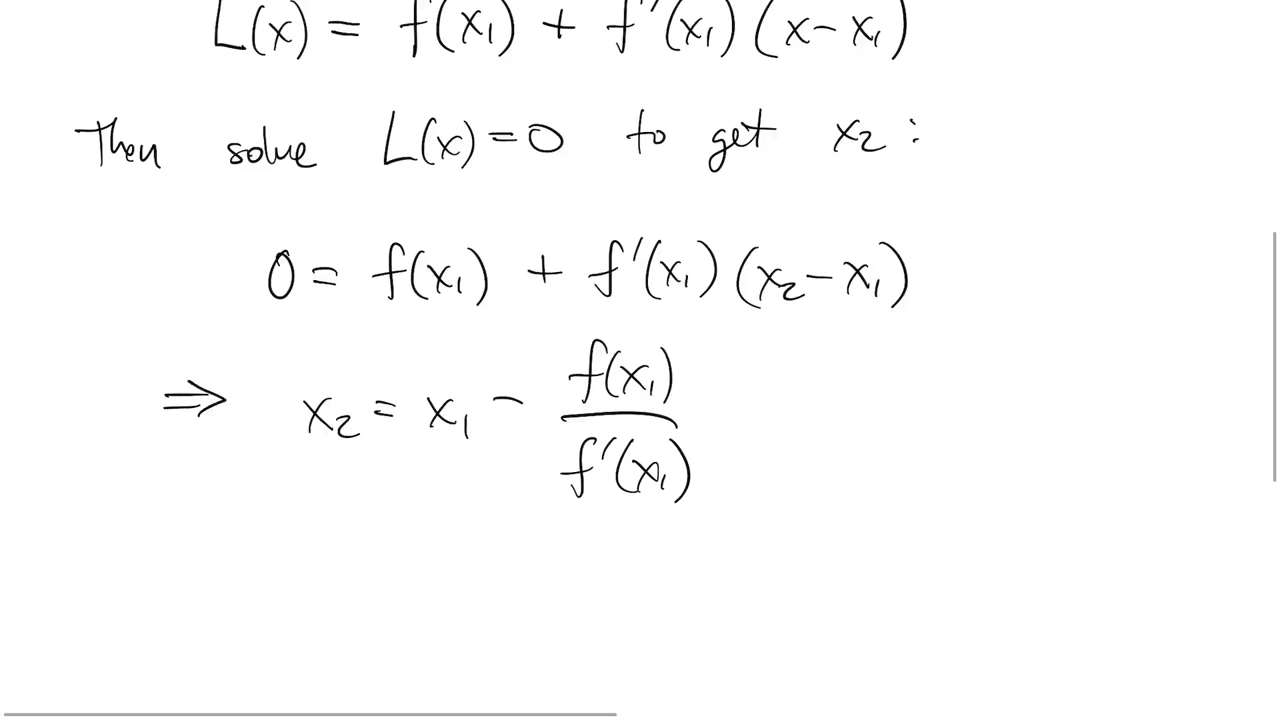 L(x) = f(x₁) + f'(x₁) (x - x₁)
Then solve L(x) = 0 to get x₂ :
0 = f(x₁) + f'(x₁) (x₂ - x₁)
⇒ x₂ = x₁ - f(x₁) / f'(x₁)